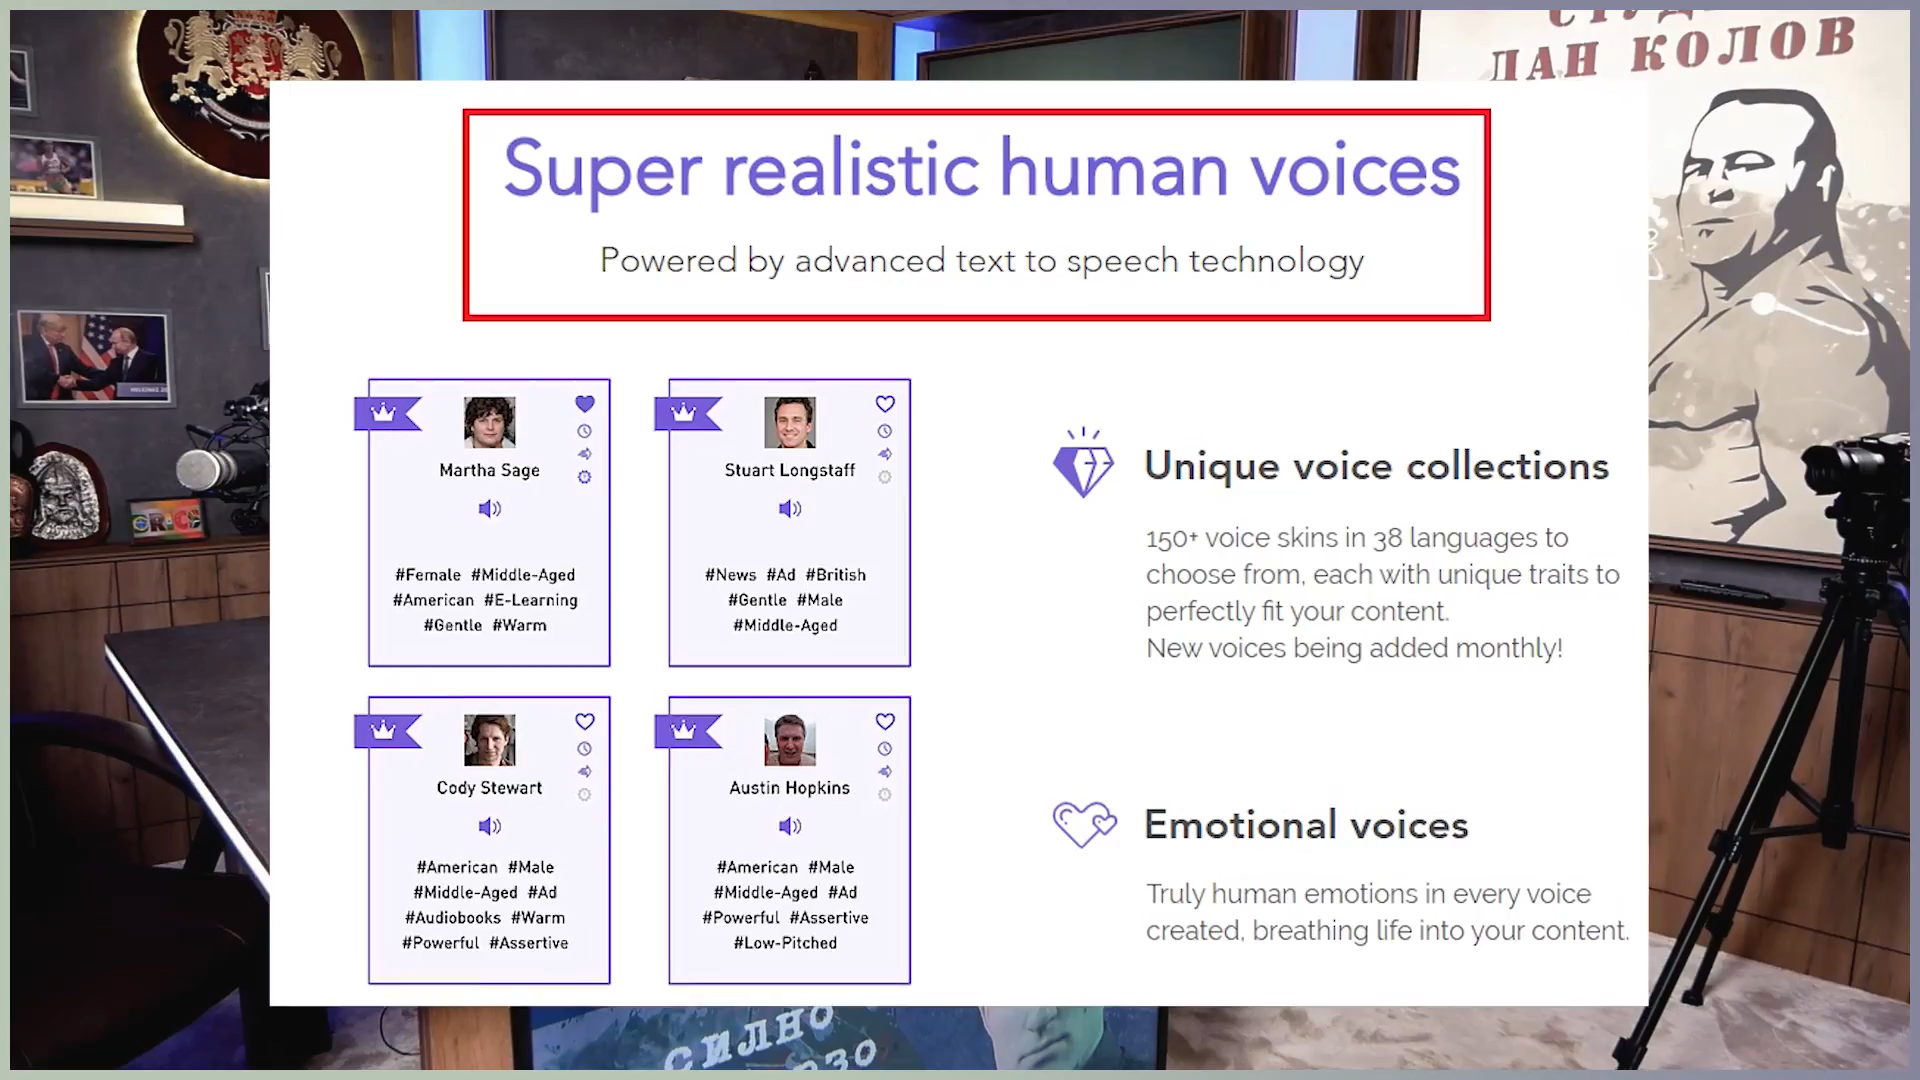 ДАН КОЛОВ
Super realistic human voices
Powered by advanced text to speech technology
Martha Sage
#Female #Middle-Aged
#American #E-Learning
#Gentle #Warm
Stuart Longstaff
#News #Ad #British
#Gentle #Male
#Middle-Aged
Cody Stewart
#American #Male
#Middle-Aged #Ad
#Audiobooks #Warm
#Powerful #Assertive
Austin Hopkins
#American #Male
#Middle-Aged #Ad
#Powerful #Assertive
#Low-Pitched
Unique voice collections
150+ voice skins in 38 languages to
choose from, each with unique traits to
perfectly fit your content.
New voices being added monthly!
Emotional voices
Truly human emotions in every voice
created, breathing life into your content.
СИЛНО